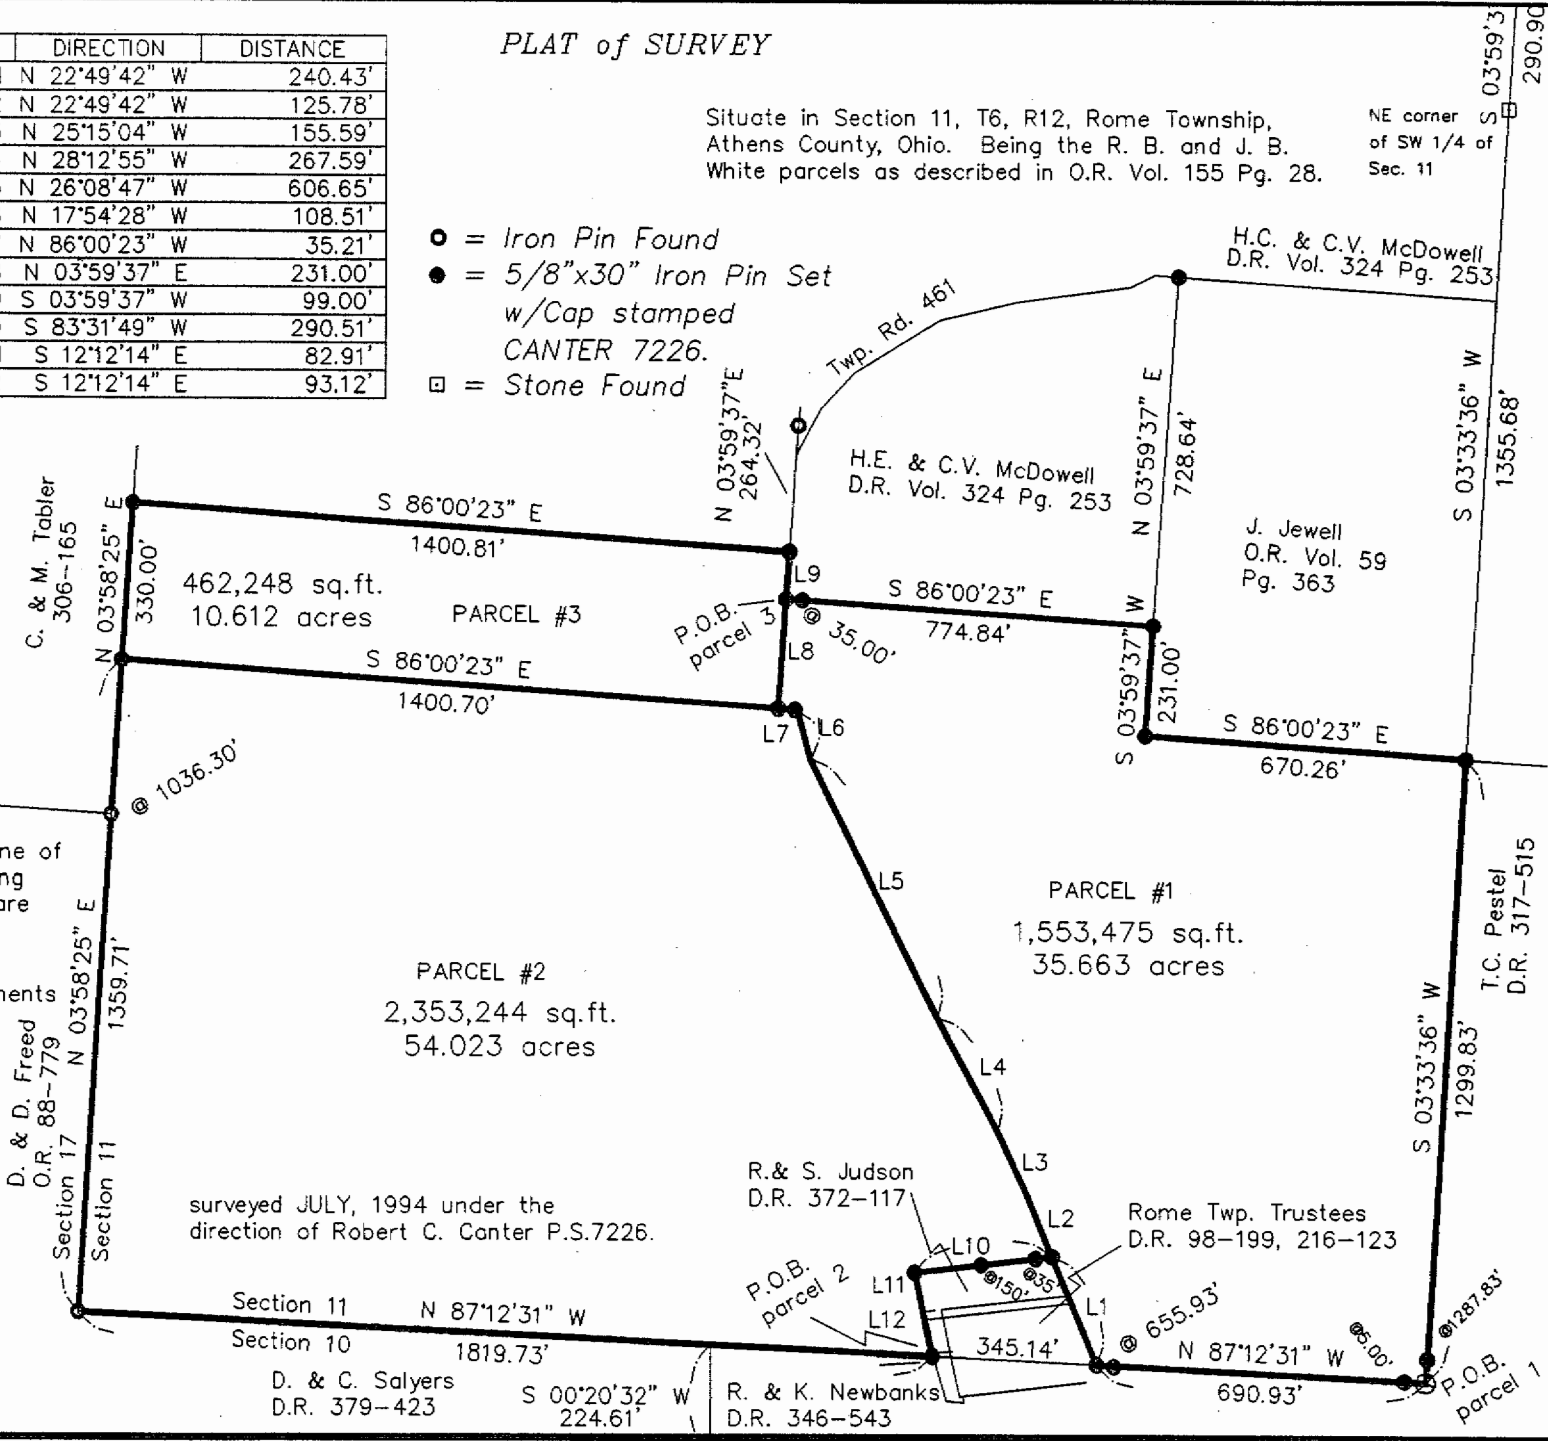 PLAT of SURVEY
DIRECTION DISTANCE
N 22°49'42" W 240.43'
N 22°49'42" W 125.78'
N 25°15'04" W 155.59'
N 28°12'55" W 267.59'
N 26°08'47" W 606.65'
N 17°54'28" W 108.51'
N 86°00'23" W 35.21'
N 03°59'37" E 231.00'
S 03°59'37" W 99.00'
S 83°31'49" W 290.51'
S 12°12'14" E 82.91'
S 12°12'14" E 93.12'
Situate in Section 11, T6, R12, Rome Township,
Athens County, Ohio. Being the R. B. and J. B.
White parcels as described in O.R. Vol. 155 Pg. 28.
NE corner
of SW 1/4 of
Sec. 11
S 03°59'3
290.90
= Iron Pin Found
= 5/8"x30" Iron Pin Set
w/Cap stamped
CANTER 7226.
= Stone Found
H.C. & C.V. McDowell
D.R. Vol. 324 Pg. 253
Twp. Rd. 461
N 03°59'37" E
264.32'
H.E. & C.V. McDowell
D.R. Vol. 324 Pg. 253
N 03°59'37" E
728.64'
S 03°33'36" W
1355.68'
J. Jewell
O.R. Vol. 59
Pg. 363
C. & M. Tabler
306-165
N 03°58'25" E
330.00'
S 86°00'23" E
1400.81'
462,248 sq.ft.
10.612 acres
PARCEL #3
L9
P.O.B.
parcel 3
@ 35.00'
S 86°00'23" E
774.84'
L8
S 86°00'23" E
1400.70'
L7
L6
S 03°59'37" W
231.00'
S 86°00'23" E
670.26'
@ 1036.30'
ne of
ng
are
ments
D. & D. Freed
O.R. 88-779
N 03°58'25" E
1359.71'
Section 17
Section 11
L5
PARCEL #1
1,553,475 sq.ft.
35.663 acres
T.C. Pestel
D.R. 317-515
PARCEL #2
2,353,244 sq.ft.
54.023 acres
S 03°33'36" W
1299.83'
L4
L3
R.& S. Judson
D.R. 372-117
surveyed JULY, 1994 under the
direction of Robert C. Canter P.S.7226.
Rome Twp. Trustees
D.R. 98-199, 216-123
L2
L10
@150'
@35'
L11
L12
L1
P.O.B.
parcel 2
@ 655.93'
@1287.83'
Section 11
N 87°12'31" W
Section 10
1819.73'
345.14'
N 87°12'31" W
690.93'
@5.00'
P.O.B.
parcel 1
D. & C. Salyers
D.R. 379-423
S 00°20'32" W
224.61'
R. & K. Newbanks
D.R. 346-543